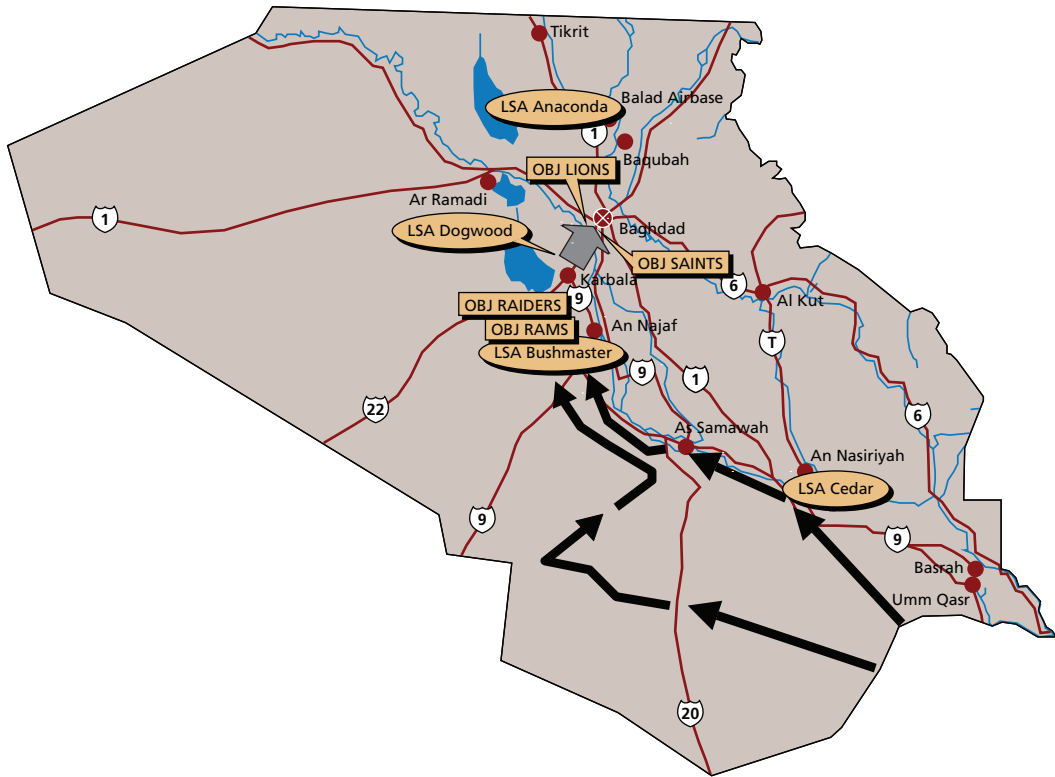 Tikrit
Balad Airbase
LSA Anaconda
1
Baqubah
OBJ LIONS
Ar Ramadi
1
LSA Dogwood
Baghdad
OBJ SAINTS
Karbala
6
Al Kut
OBJ RAIDERS
9
An Najaf
OBJ RAMS
T
LSA Bushmaster
9
1
22
6
As Samawah
An Nasiriyah
LSA Cedar
9
9
Basrah
Umm Qasr
20